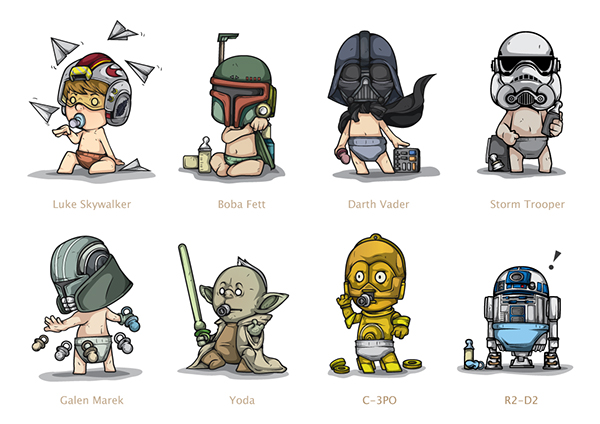 Luke Skywalker
Boba Fett
Darth Vader
Storm Trooper
Galen Marek
Yoda
C-3PO
R2-D2